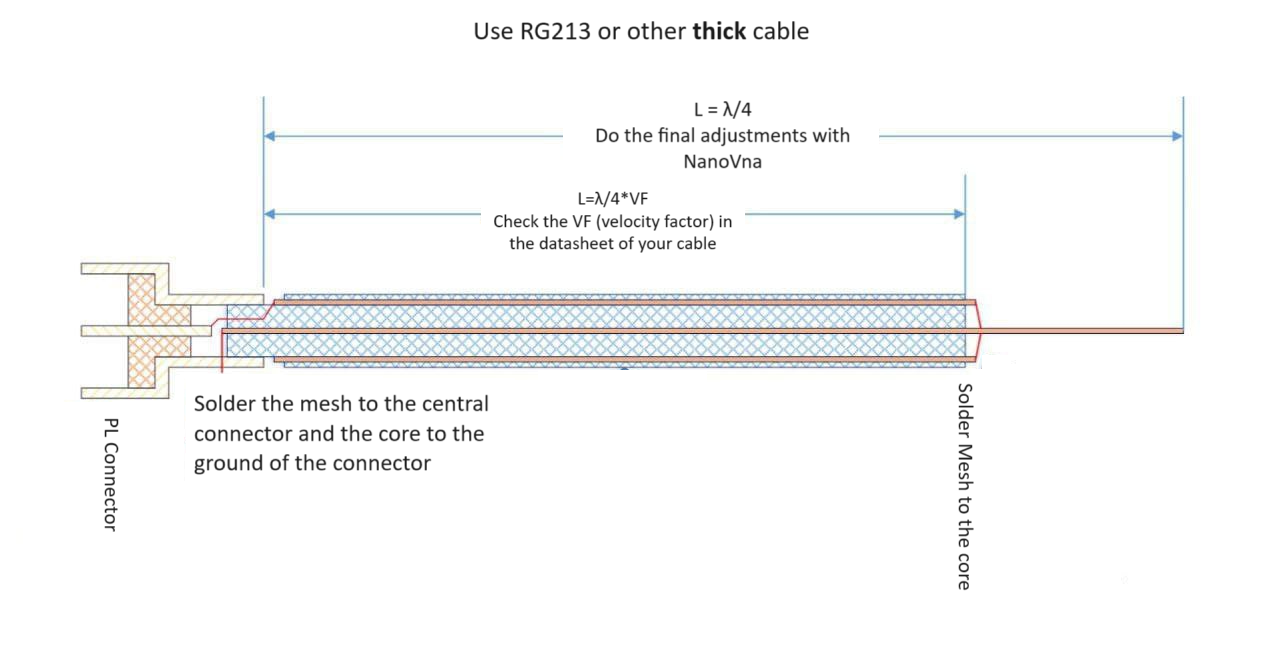 Use RG213 or other thick cable
L = λ/4
Do the final adjustments with
NanoVna
L=λ/4*VF
Check the VF (velocity factor) in
the datasheet of your cable
Solder the mesh to the central
connector and the core to the
ground of the connector
PL Connector
Solder Mesh to the core